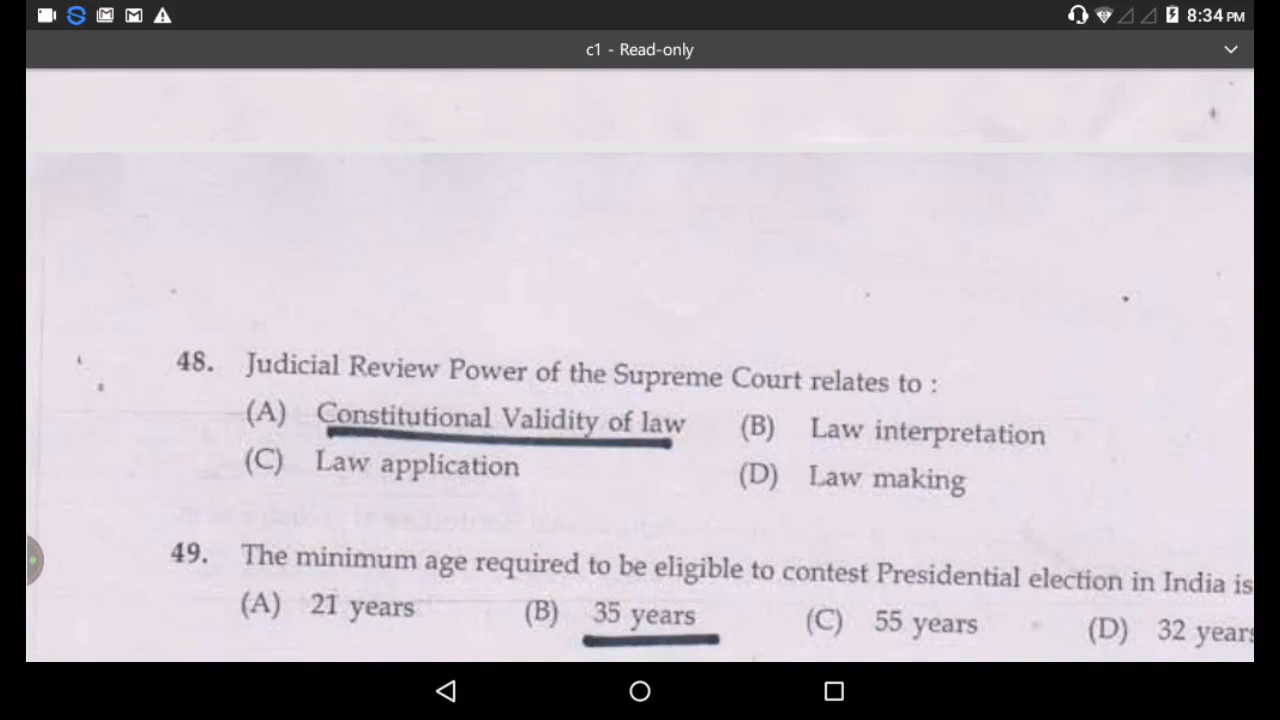 8:34 PM
c1 - Read-only
48. Judicial Review Power of the Supreme Court relates to :
(A) Constitutional Validity of law (B) Law interpretation
(C) Law application (D) Law making
49. The minimum age required to be eligible to contest Presidential election in India is
(A) 21 years (B) 35 years (C) 55 years (D) 32 years